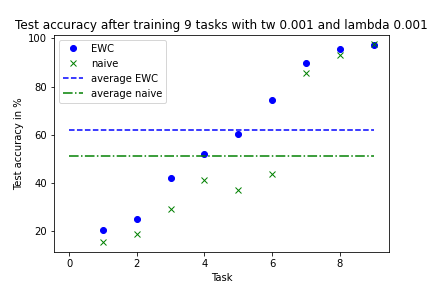 Test accuracy after training 9 tasks with tw 0.001 and lambda 0.001
100
80
60
40
20
Test accuracy in %
EWC
naive
average EWC
average naive
0 2 4 6 8
Task